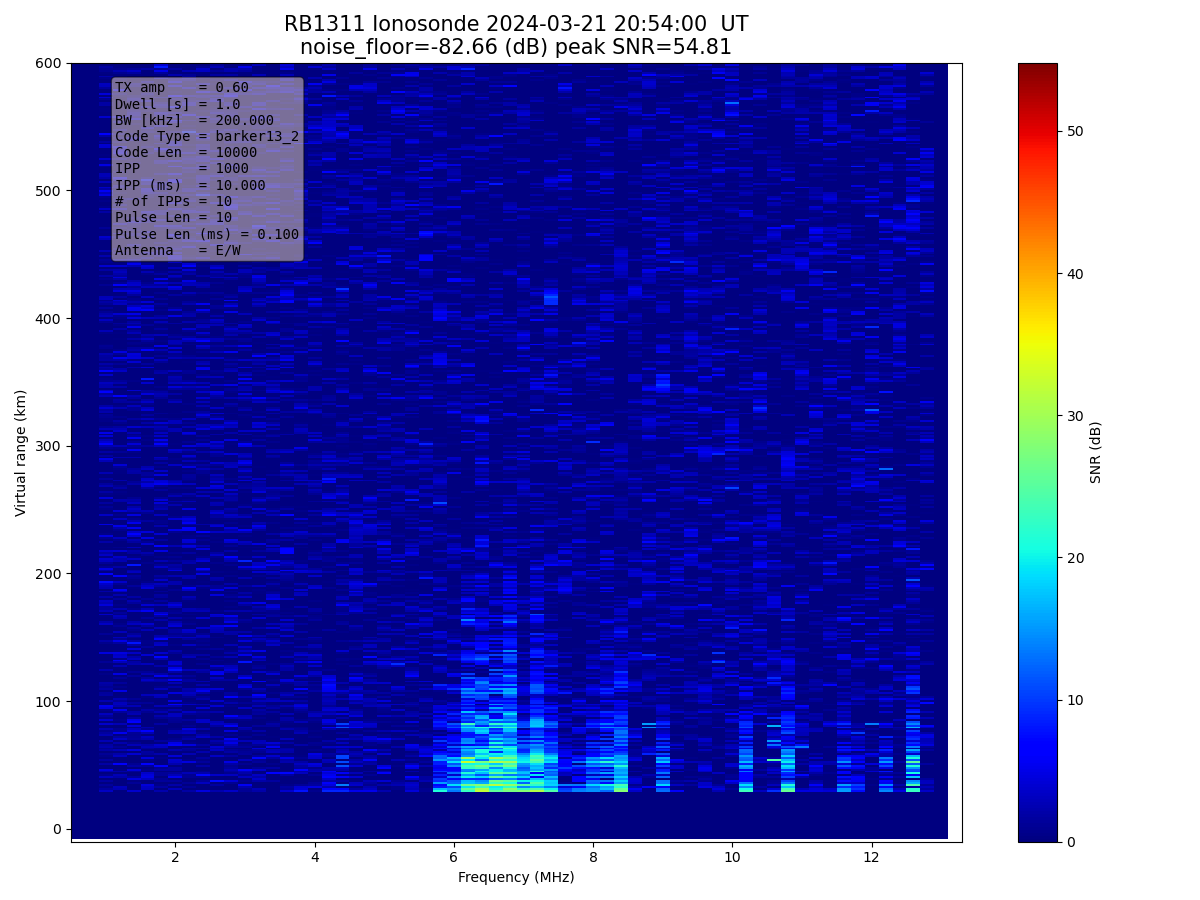 RB1311 Ionosonde 2024-03-21 20:54:00  UT
noise_floor=-82.66 (dB) peak SNR=54.81
600
500
400
300
200
100
0
Virtual range (km)
TX amp    = 0.60
Dwell [s] = 1.0
BW [kHz]  = 200.000
Code Type = barker13_2
Code Len  = 10000
IPP       = 1000
IPP (ms)  = 10.000
# of IPPs = 10
Pulse Len = 10
Pulse Len (ms) = 0.100
Antenna   = E/W
2 4 6 8 10 12
Frequency (MHz)
50
40
30
20
10
0
SNR (dB)